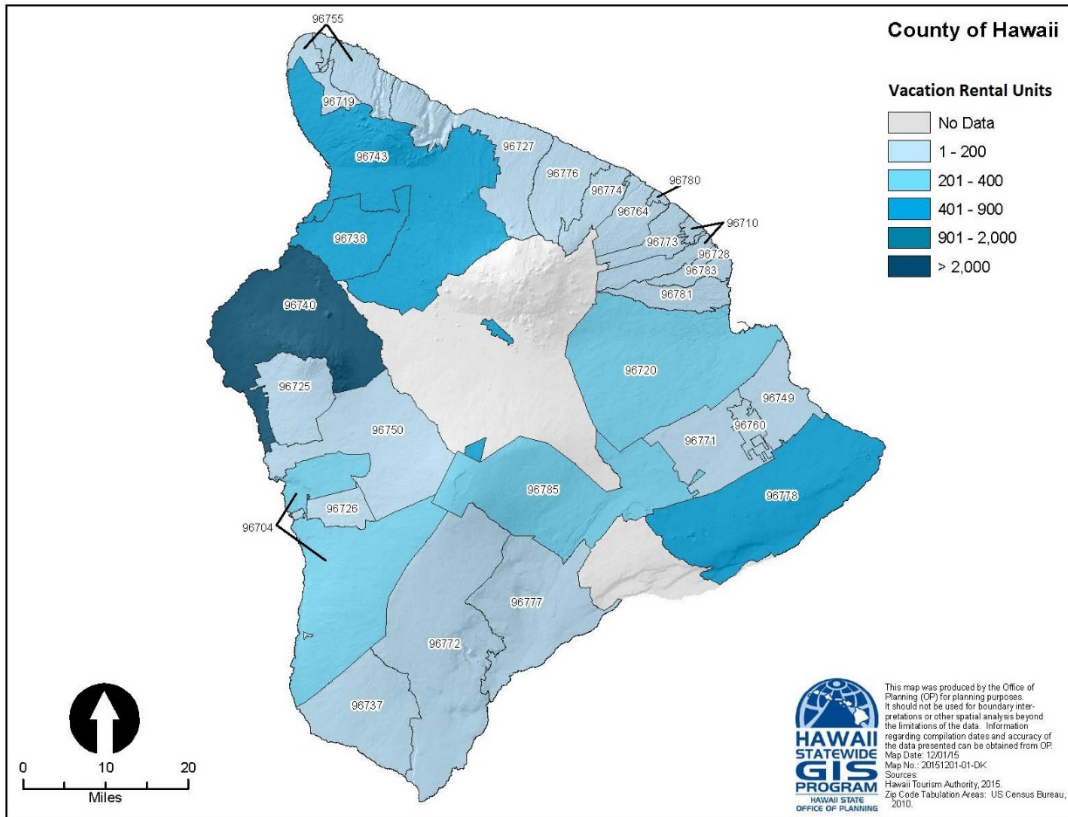 County of Hawaii
Vacation Rental Units
No Data
1 - 200
201 - 400
401 - 900
901 - 2,000
> 2,000
96755
96719
96743
96727
96776
96774
96780
96764
96710
96738
96773
96728
96783
96781
96740
96720
96725
96749
96750
96771
96760
96785
96778
96726
96704
96777
96772
96737
0 10 20
Miles
HAWAII
STATEWIDE
GIS
PROGRAM
HAWAII STATE
OFFICE OF PLANNING
This map was produced by the Office of
Planning (OP) for planning purposes.
It should not be used for boundary inter-
pretations or other spatial analysis beyond
the limitations of the data. Information
regarding compilation dates and accuracy of
the data presented can be obtained from OP.
Map Date: 12/01/15
Map No.: 20151201-01-DK
Sources:
Hawaii Tourism Authority, 2015.
Zip Code Tabulation Areas: US Census Bureau,
2010.